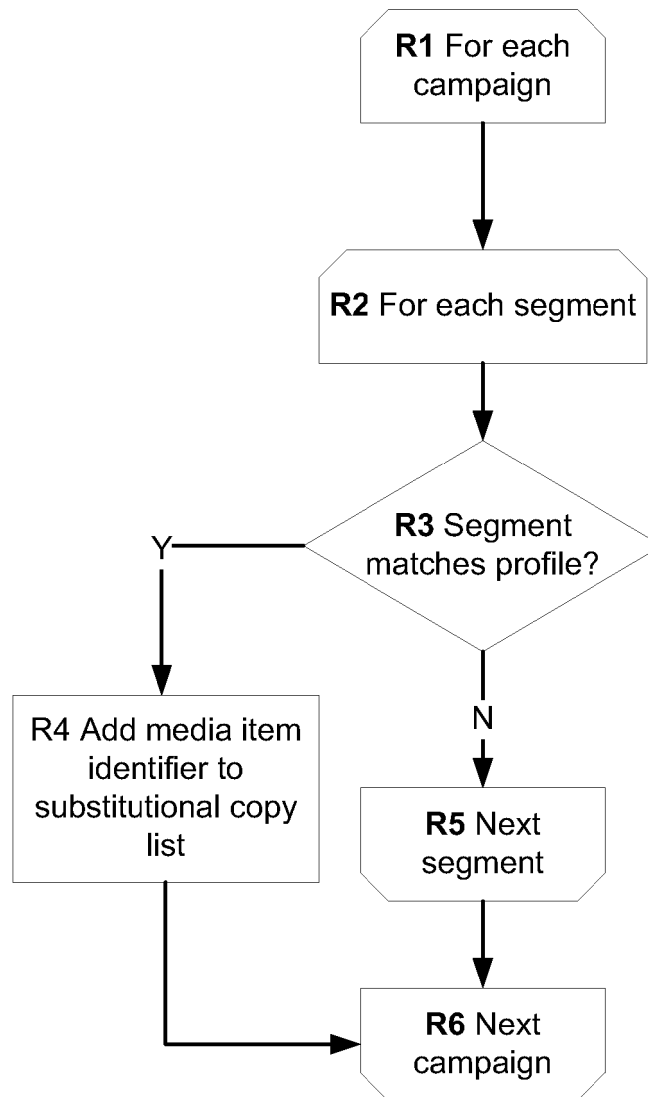 R1 For each
campaign
R2 For each segment
R3 Segment
matches profile?
Y
N
R4 Add media item
identifier to
substitutional copy
list
R5 Next
segment
R6 Next
campaign